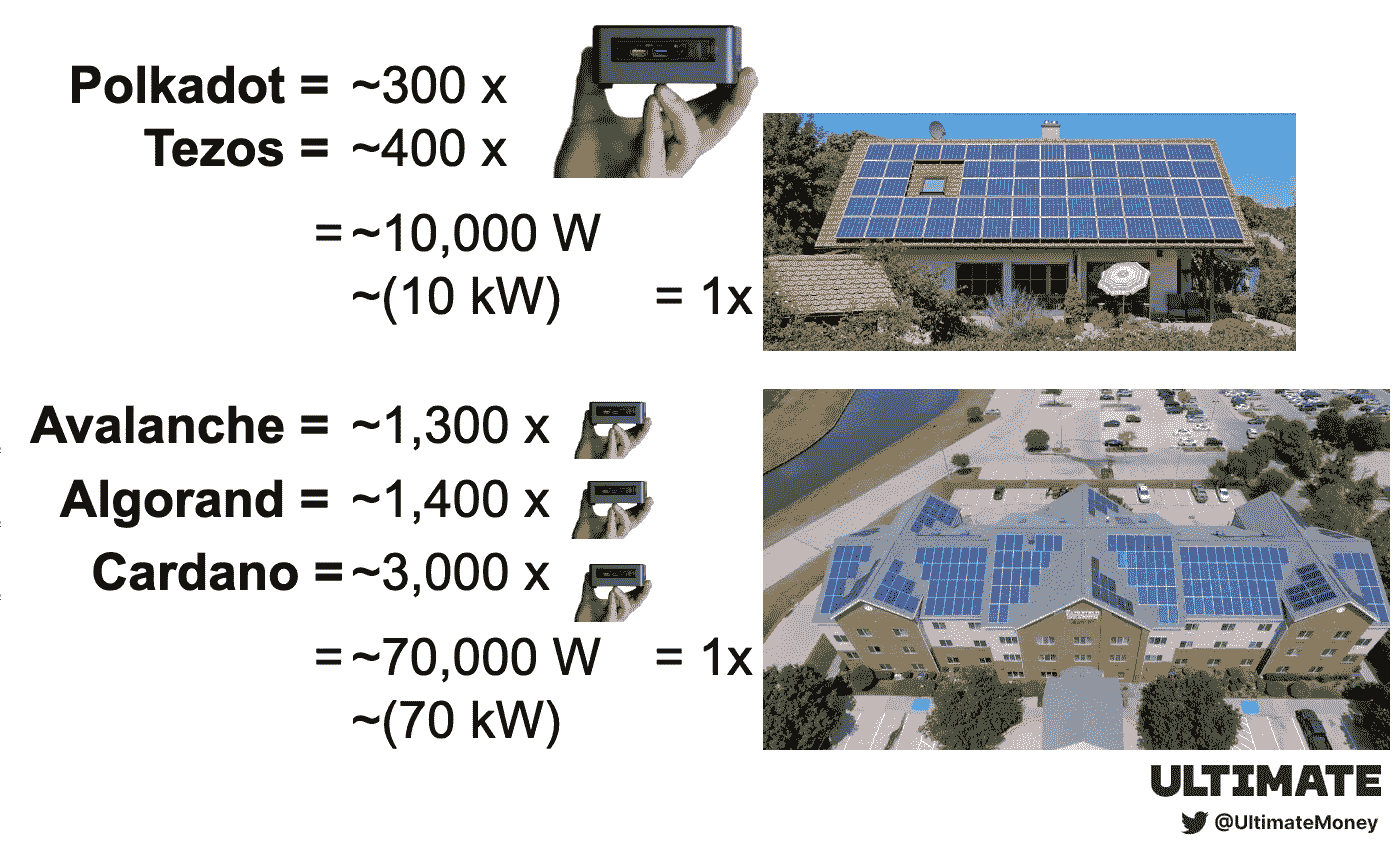 Polkadot = ~300 x
Tezos = ~400 x
= ~10,000 W
~(10 kW) = 1x
Avalanche = ~1,300 x
Algorand = ~1,400 x
Cardano = ~3,000 x
= ~70,000 W = 1x
~(70 kW)
ULTIMATE
@UltimateMoney